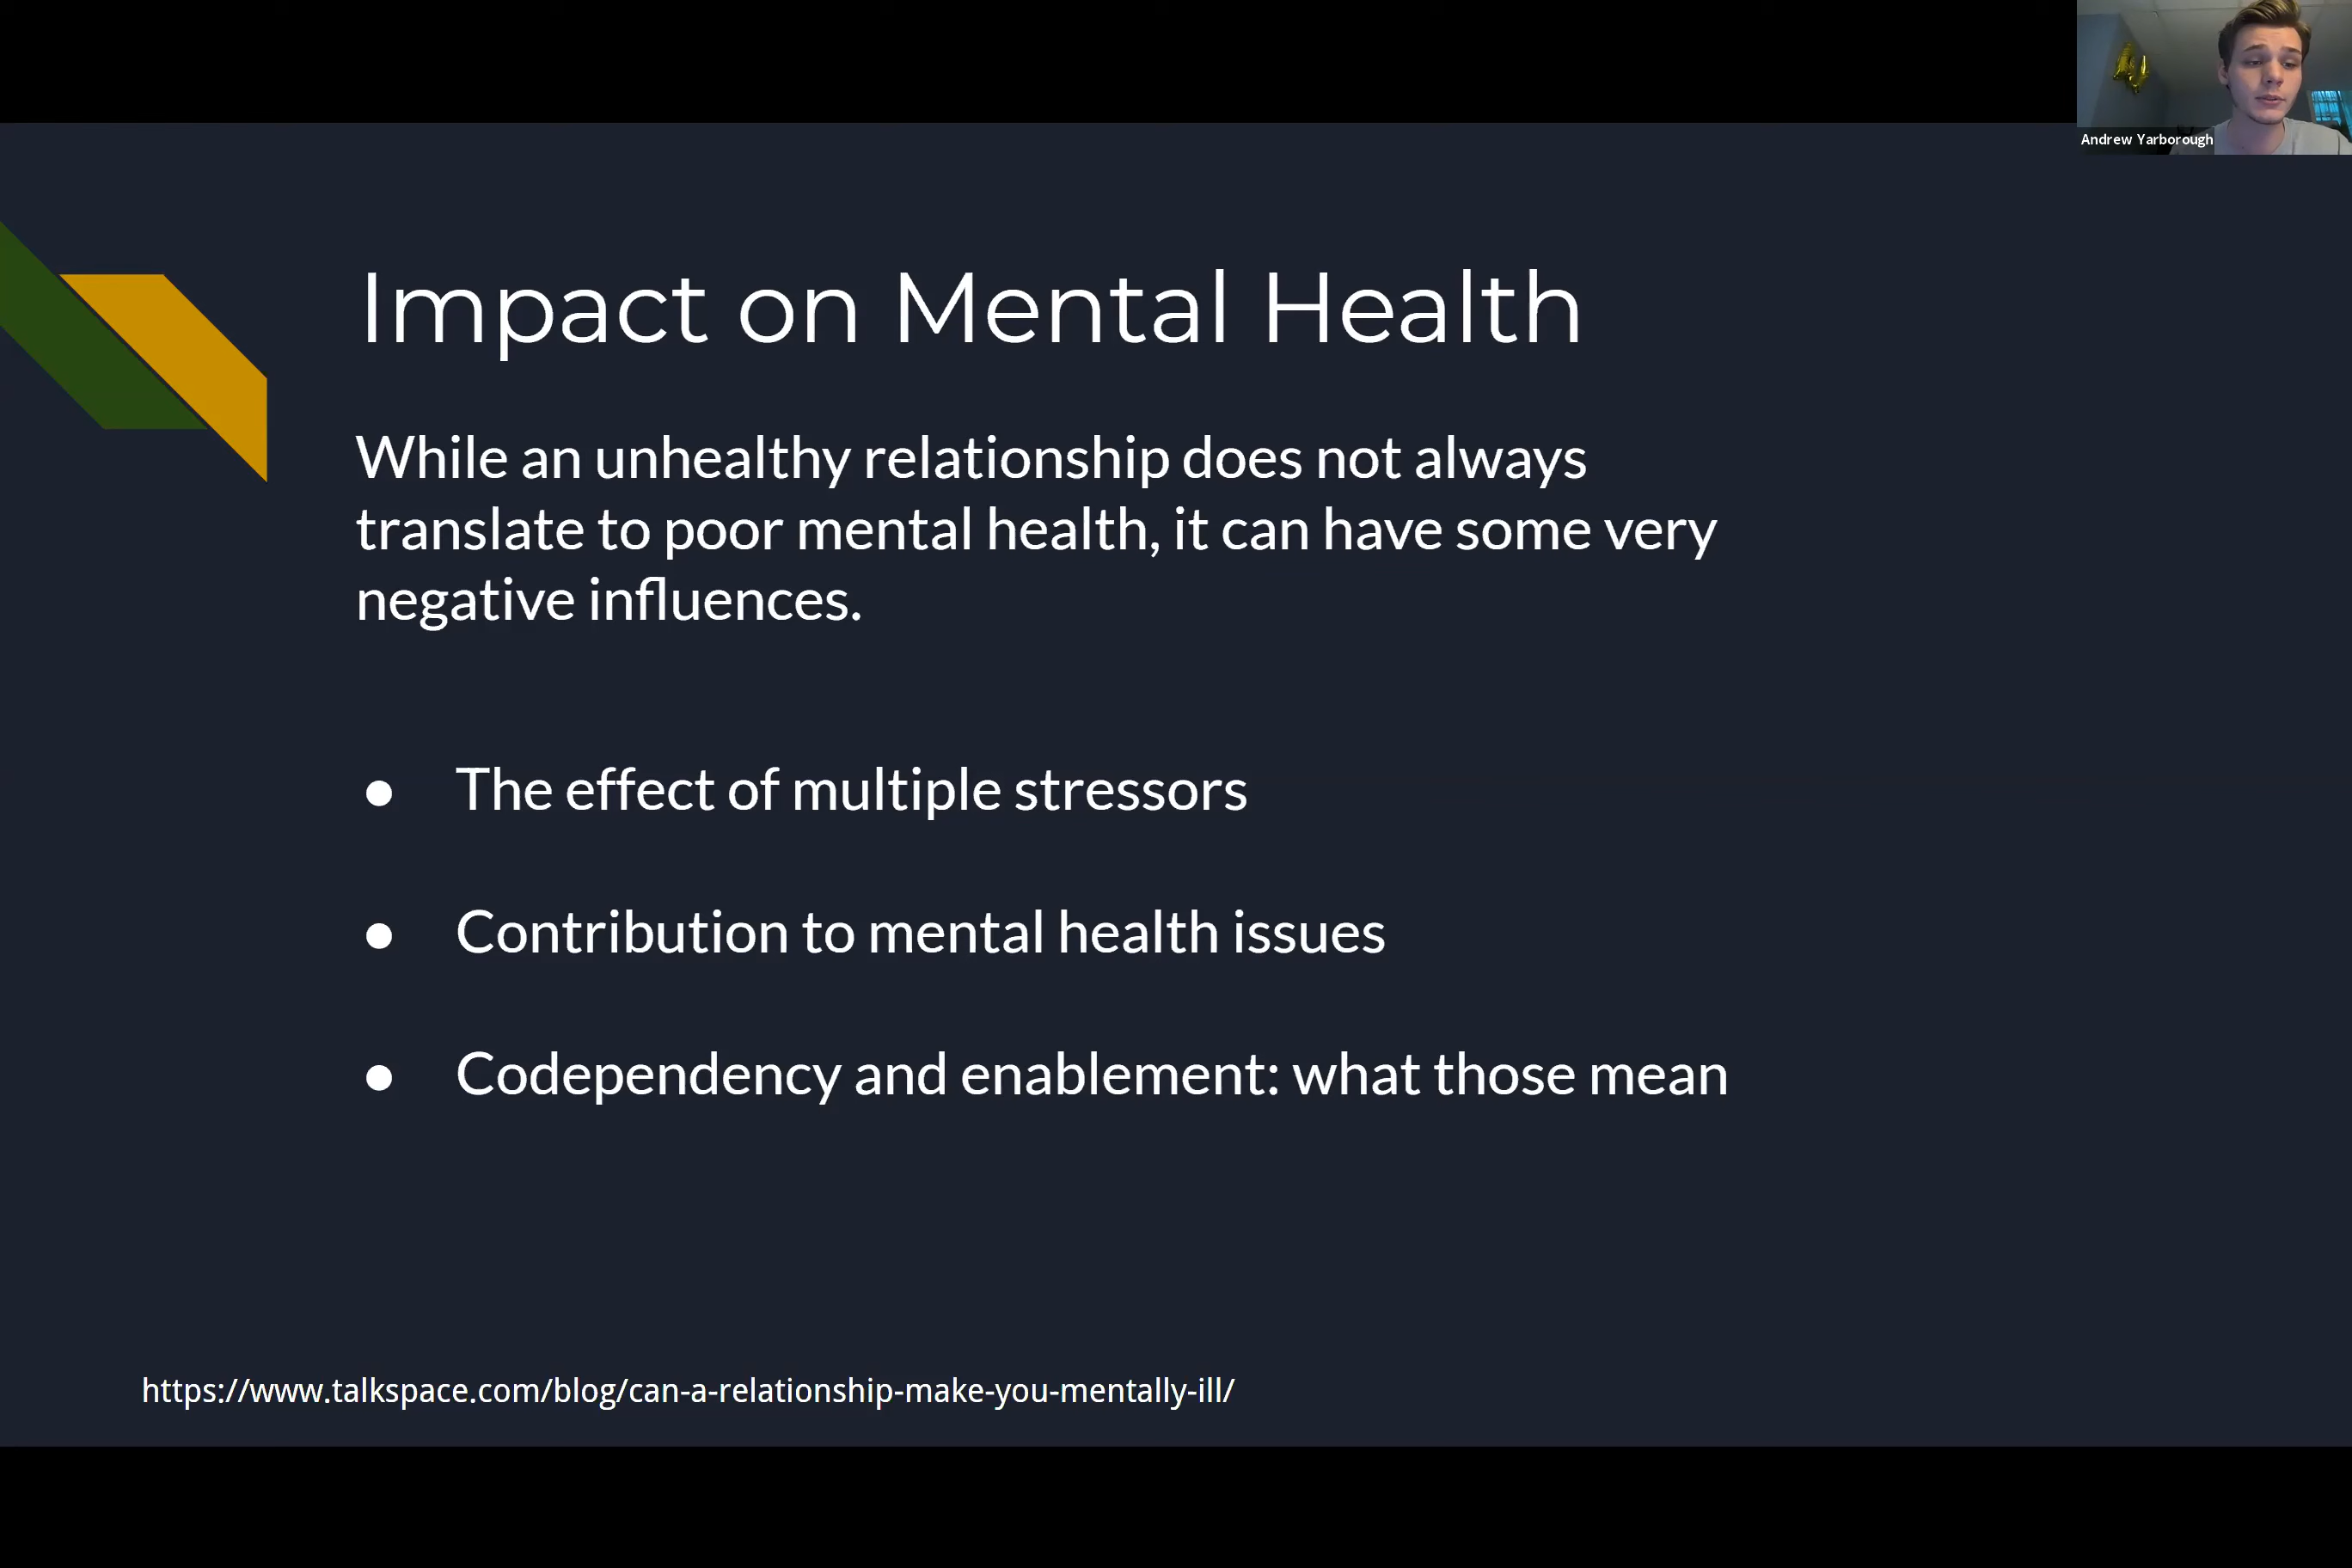 Andrew Yarborough
Impact on Mental Health
While an unhealthy relationship does not always
translate to poor mental health, it can have some very
negative influences.
● The effect of multiple stressors
● Contribution to mental health issues
● Codependency and enablement: what those mean
https://www.talkspace.com/blog/can-a-relationship-make-you-mentally-ill/